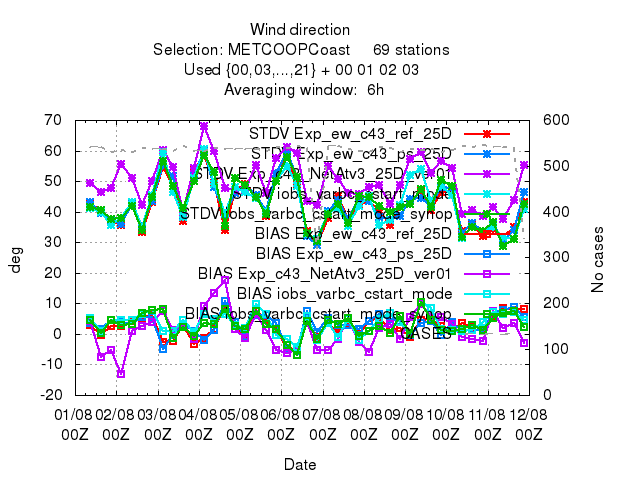 Wind direction
Selection: METCOOPCoast 69 stations
Used {00,03,...,21} + 00 01 02 03
Averaging window: 6h
70
60
50
40
30
20
10
0
-10
-20
deg
600
500
400
300
200
100
0
No cases
STDV Exp_ew_c43_ref_25D
STDV Exp_ew_c43_ps_25D
STDV Exp_c43_NetAtv3_25D_ver01
STDV iobs_varbc_cstart_mode
STDV iobs_varbc_cstart_mode_synop
BIAS Exp_ew_c43_ref_25D
BIAS Exp_ew_c43_ps_25D
BIAS Exp_c43_NetAtv3_25D_ver01
BIAS iobs_varbc_cstart_mode
BIAS iobs_varbc_cstart_mode_synop
CASES
01/08 02/08 03/08 04/08 05/08 06/08 07/08 08/08 09/08 10/08 11/08 12/08
00Z 00Z 00Z 00Z 00Z 00Z 00Z 00Z 00Z 00Z 00Z 00Z
Date